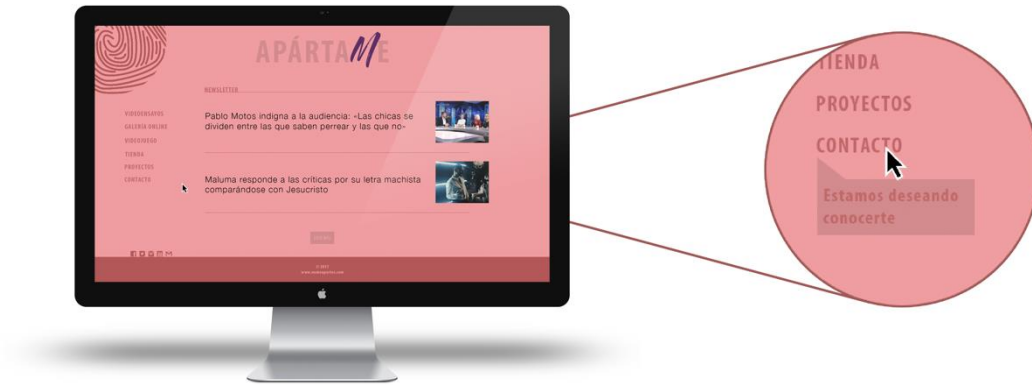 APÁRTAME
NEWSLETTER
VIDEOENSAYOS
GALERÍA ONLINE
VIDEOJUEGO
TIENDA
PROYECTOS
CONTACTO
Pablo Motos indigna a la audiencia: «Las chicas se
dividen entre las que saben perrear y las que no»
Maluma responde a las críticas por su letra machista
comparándose con Jesucristo
© 2017
TIENDA
PROYECTOS
CONTACTO
Estamos deseando
conocerte